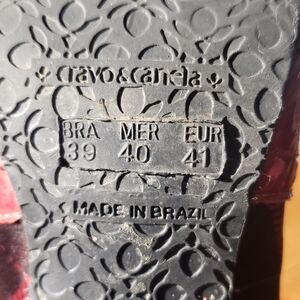 cravo&canela
BRA MER EUR
39 40 41
MADE IN BRAZIL